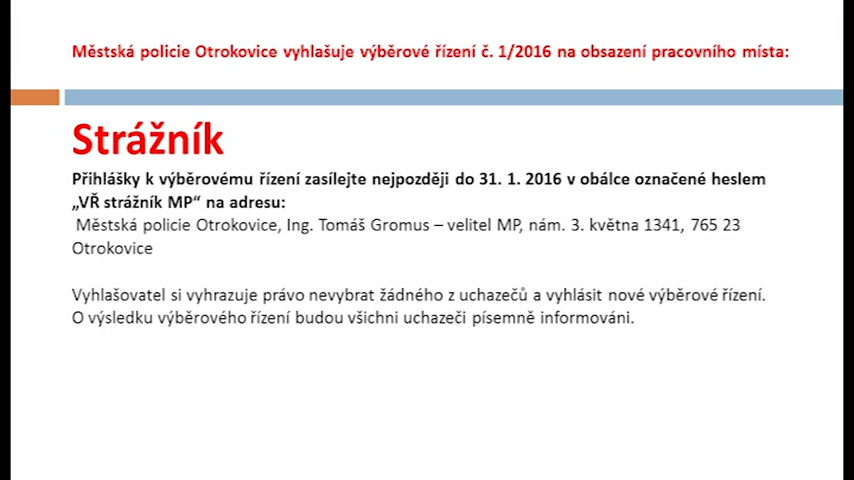 Městská policie Otrokovice vyhlašuje výběrové řízení č. 1/2016 na obsazení pracovního místa:
Strážník
Přihlášky k výběrovému řízení zasílejte nejpozději do 31. 1. 2016 v obálce označené heslem
„VŘ strážník MP“ na adresu:
Městská policie Otrokovice, Ing. Tomáš Gromus – velitel MP, nám. 3. května 1341, 765 23
Otrokovice
Vyhlašovatel si vyhrazuje právo nevybrat žádného z uchazečů a vyhlásit nové výběrové řízení.
O výsledku výběrového řízení budou všichni uchazeči písemně informováni.